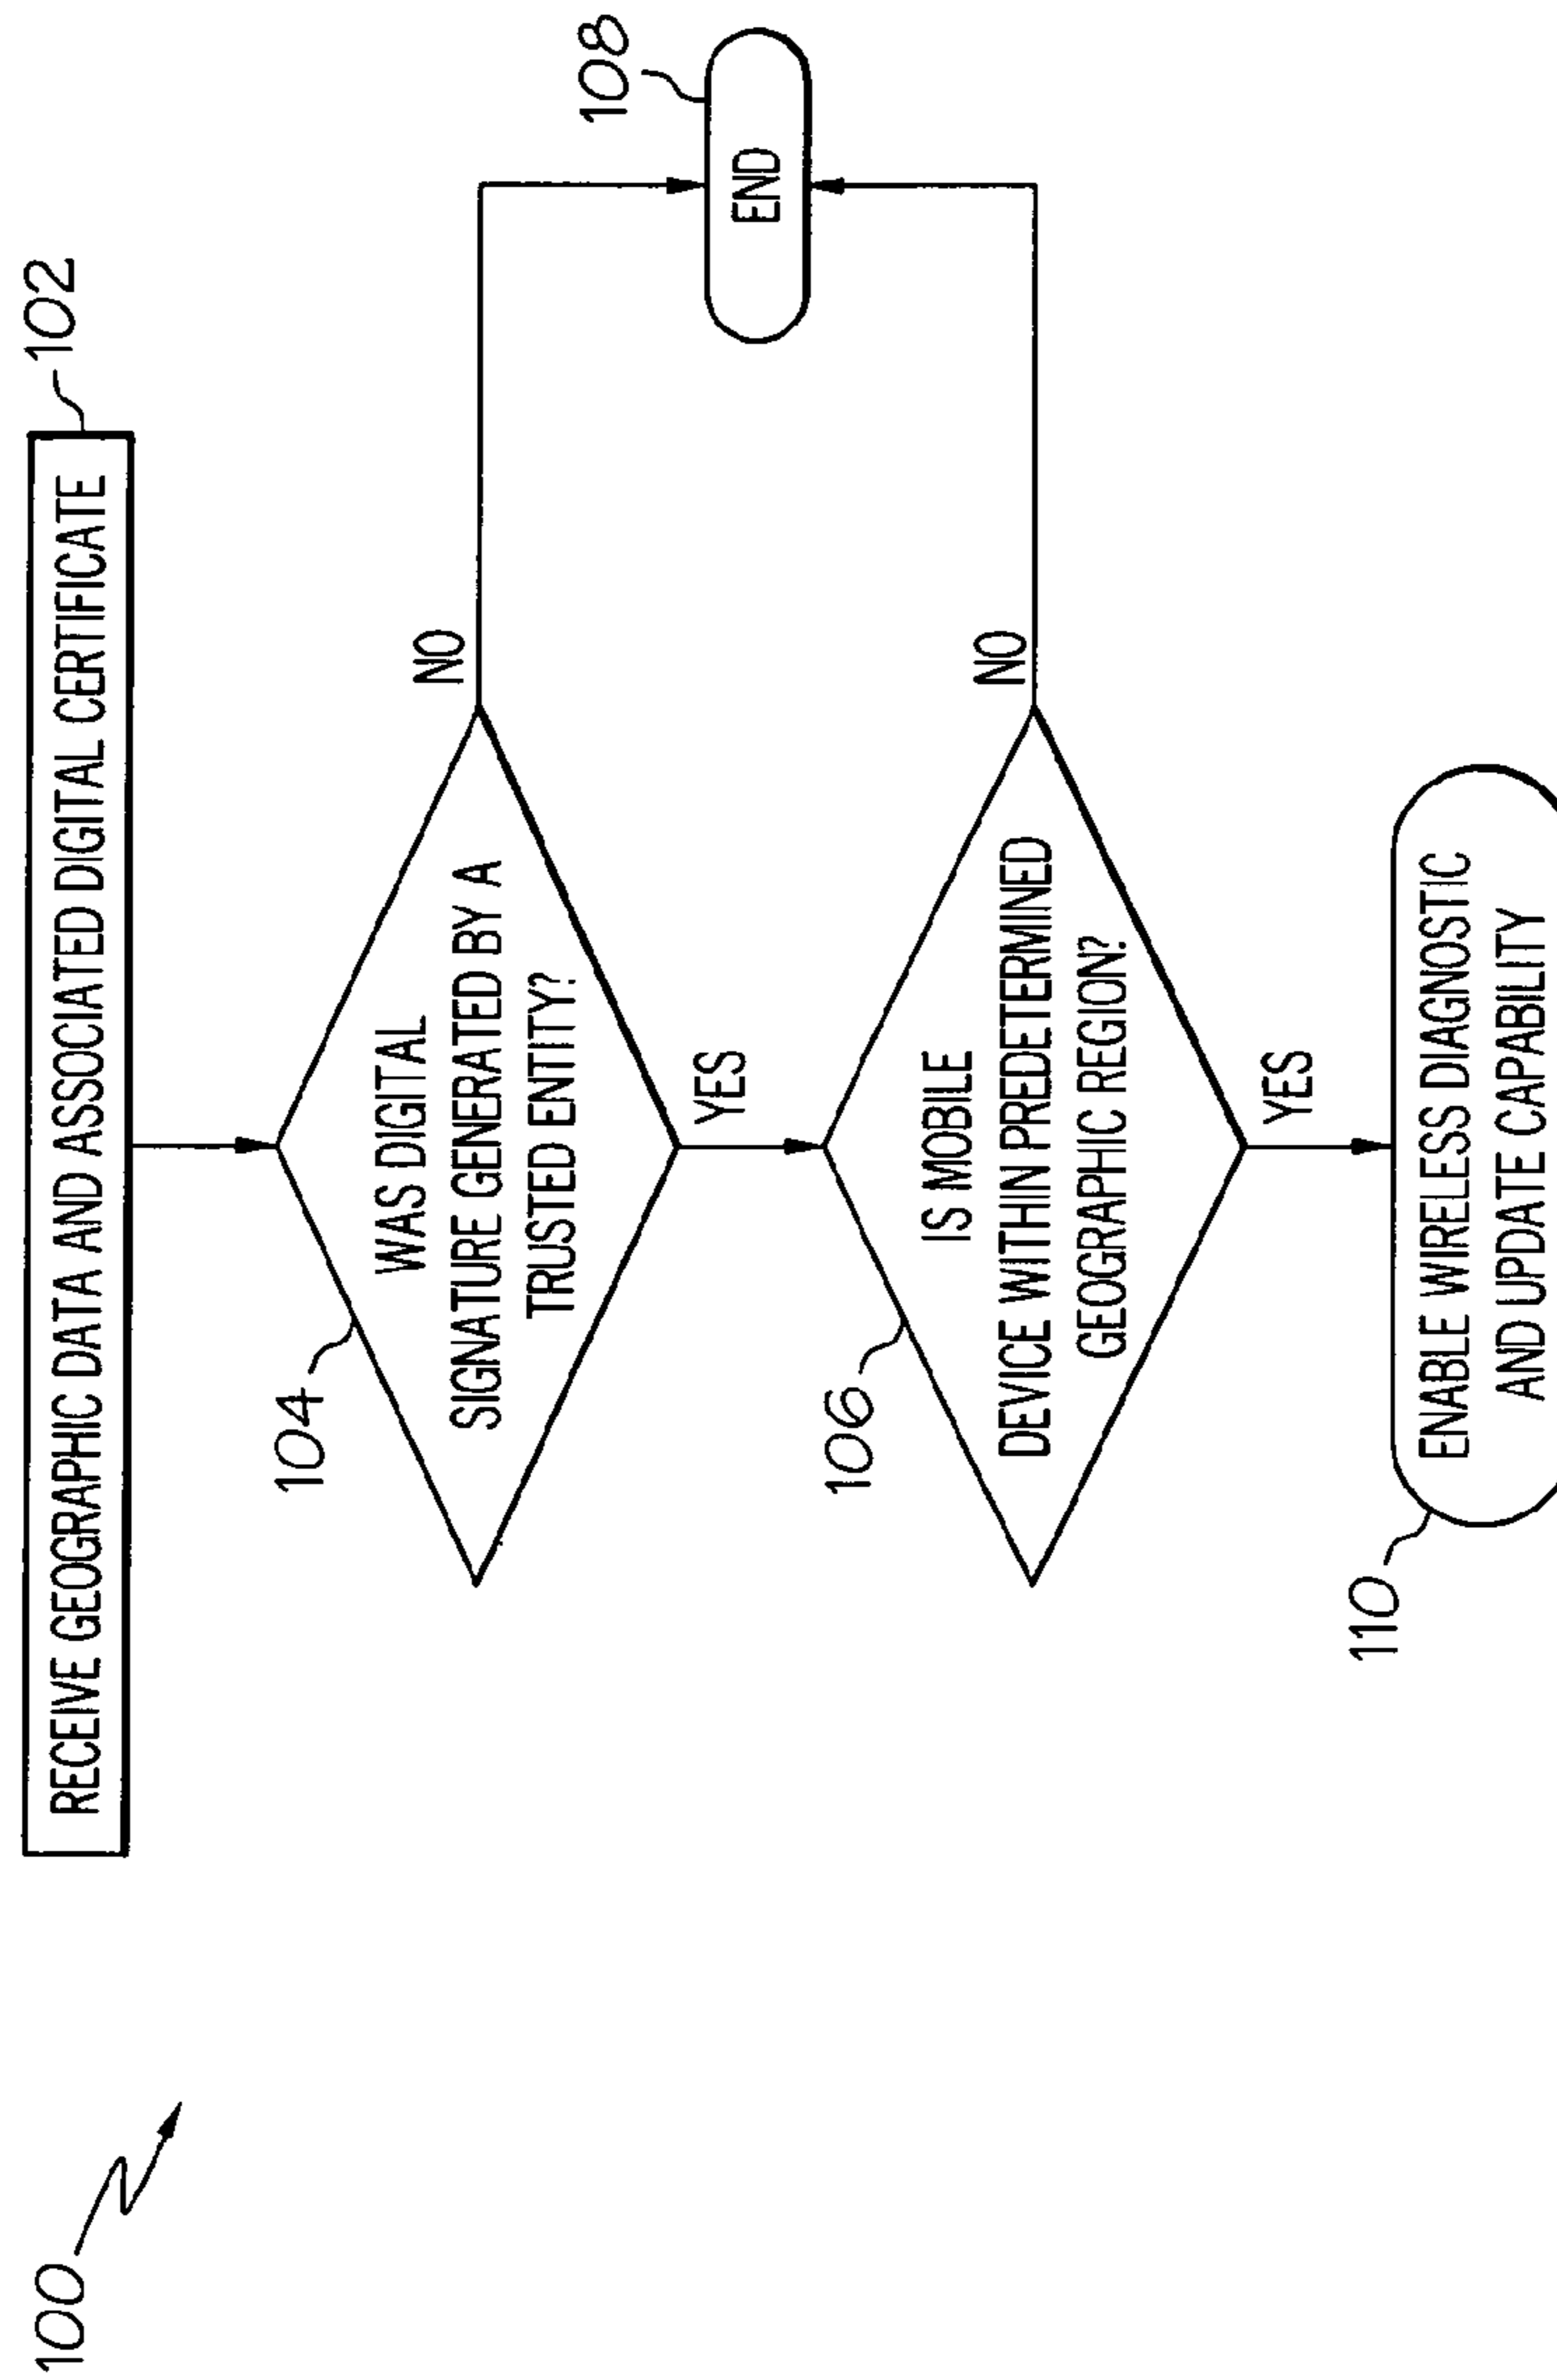 100
RECEIVE GEOGRAPHIC DATA AND ASSOCIATED DIGITAL CERTIFICATE
102
104
WAS DIGITAL
SIGNATURE GENERATED BY A
TRUSTED ENTITY?
NO
YES
108
END
106
IS MOBILE
DEVICE WITHIN PREDETERMINED
GEOGRAPHIC REGION?
NO
YES
110
ENABLE WIRELESS DIAGNOSTIC
AND UPDATE CAPABILITY